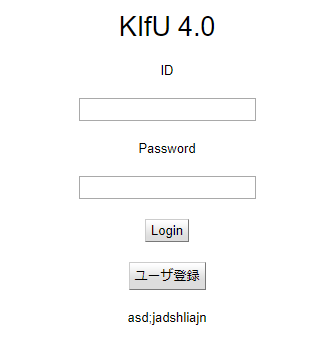 KIfU 4.0
ID
Password
Login
ユーザ登録
asd;jadshliajn